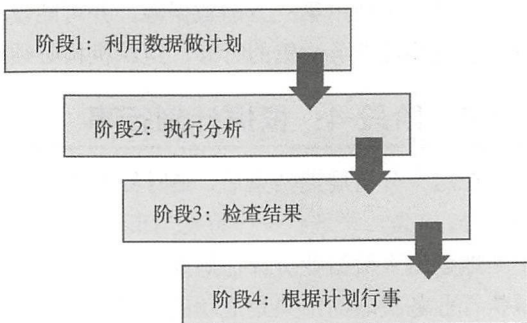 阶段1：利用数据做计划
阶段2：执行分析
阶段3：检查结果
阶段4：根据计划行事